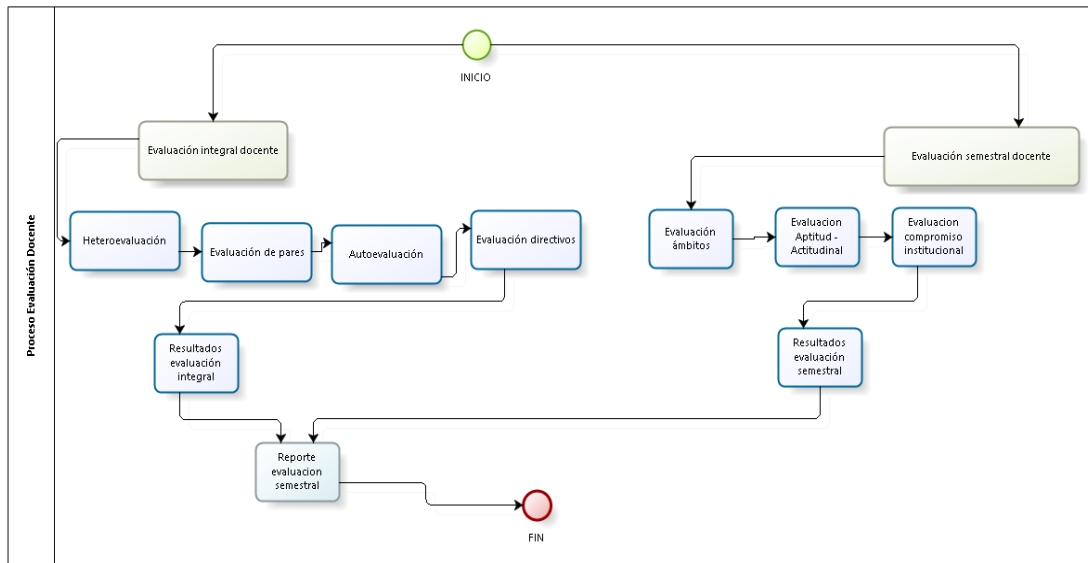 Proceso Evaluación Docente
INICIO
Evaluación integral docente
Evaluación semestral docente
Heteroevaluación
Evaluación de pares
Autoevaluación
Evaluación directivos
Evaluación
ámbitos
Evaluacion
Aptitud -
Actitudinal
Evaluacion
compromiso
institucional
Resultados
evaluación
integral
Resultados
evaluación
semestral
Reporte
evaluacion
semestral
FIN